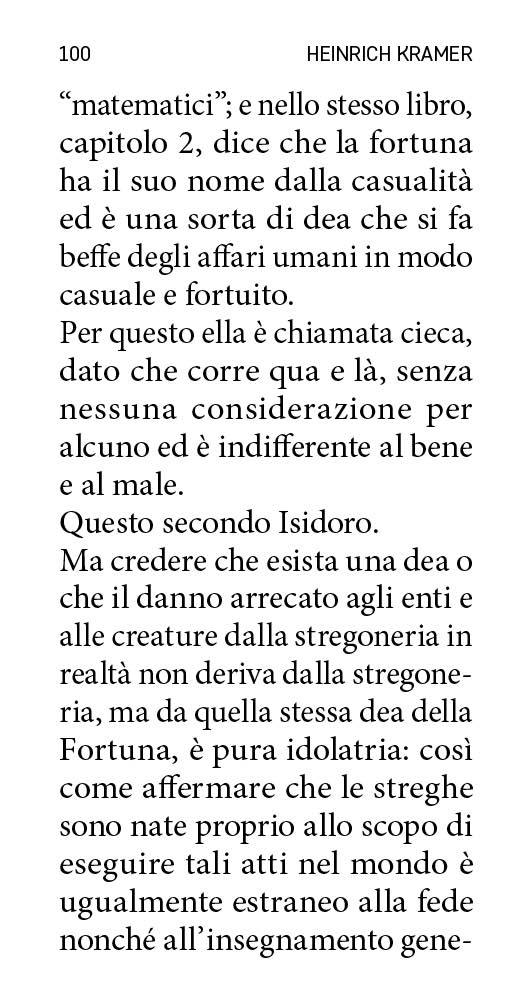 100 HEINRICH KRAMER
“matematici”; e nello stesso libro,
capitolo 2, dice che la fortuna
ha il suo nome dalla casualità
ed è una sorta di dea che si fa
beffe degli affari umani in modo
casuale e fortuito.
Per questo ella è chiamata cieca,
dato che corre qua e là, senza
nessuna considerazione per
alcuno ed è indifferente al bene
e al male.
Questo secondo Isidoro.
Ma credere che esista una dea o
che il danno arrecato agli enti e
alle creature dalla stregoneria in
realtà non deriva dalla stregone-
ria, ma da quella stessa dea della
Fortuna, è pura idolatria: così
come affermare che le streghe
sono nate proprio allo scopo di
eseguire tali atti nel mondo è
ugualmente estraneo alla fede
nonché all’insegnamento gene-